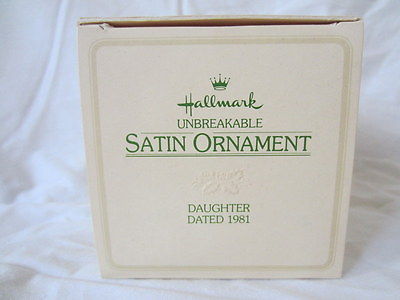 Hallmark
UNBREAKABLE
SATIN ORNAMENT
DAUGHTER
DATED 1981